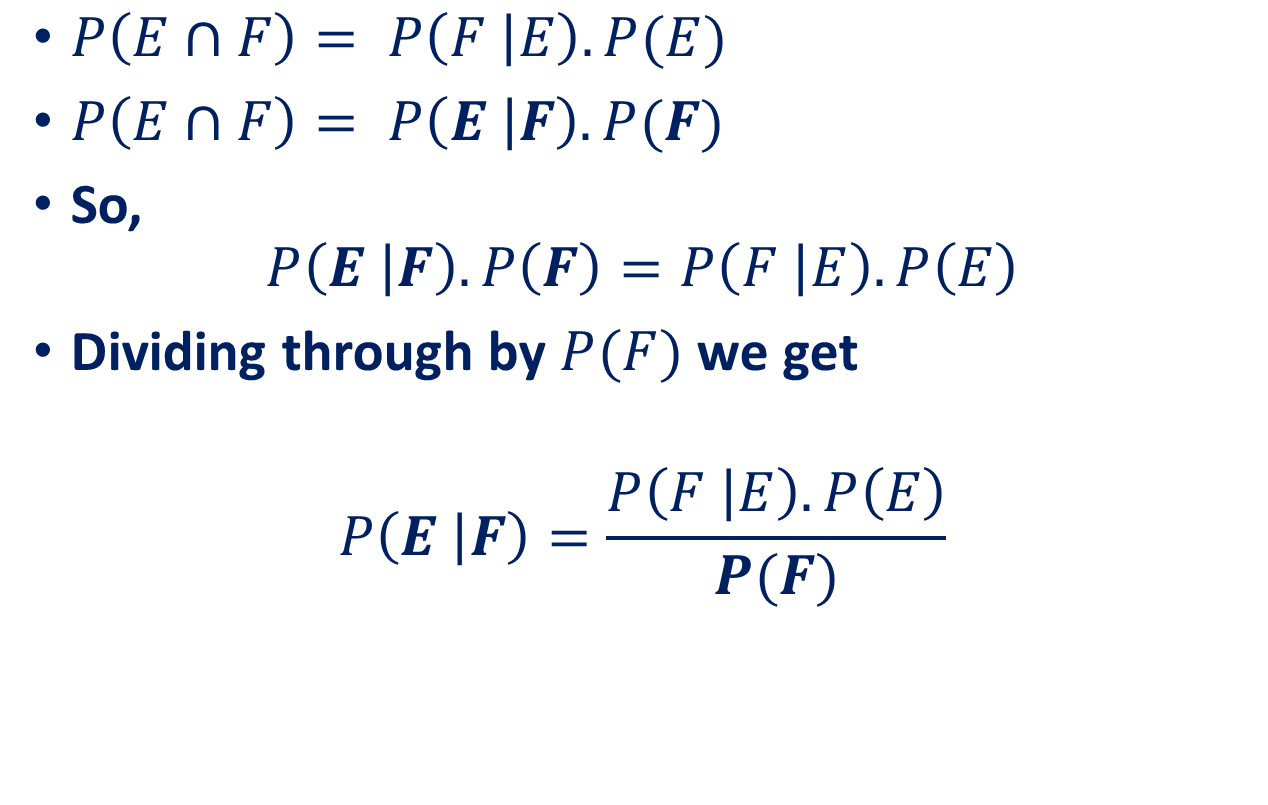 • P(E ∩ F) = P(F |E). P(E)
• P(E ∩ F) = P(E |F). P(F)
• So,
P(E |F). P(F) = P(F |E). P(E)
• Dividing through by P(F) we get
P(E |F) = P(F |E). P(E) / P(F)